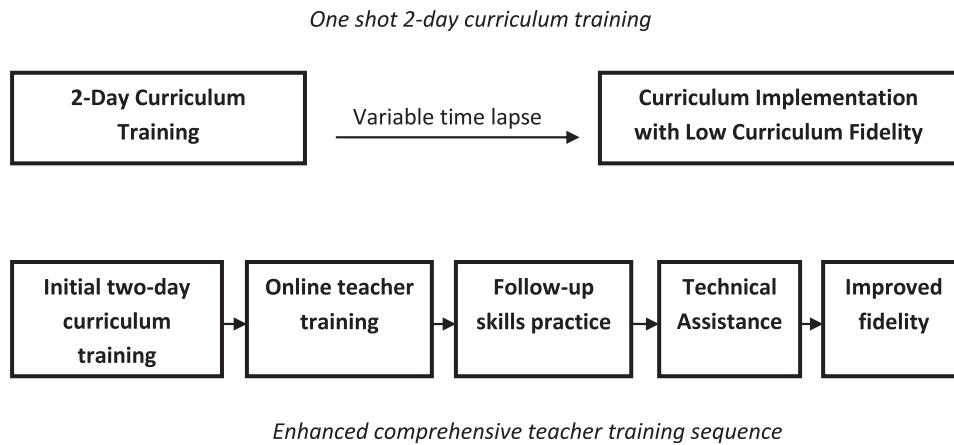 One shot 2-day curriculum training
2-Day Curriculum
Training
Variable time lapse
Curriculum Implementation
with Low Curriculum Fidelity
Initial two-day
curriculum
training
Online teacher
training
Follow-up
skills practice
Technical
Assistance
Improved
fidelity
Enhanced comprehensive teacher training sequence